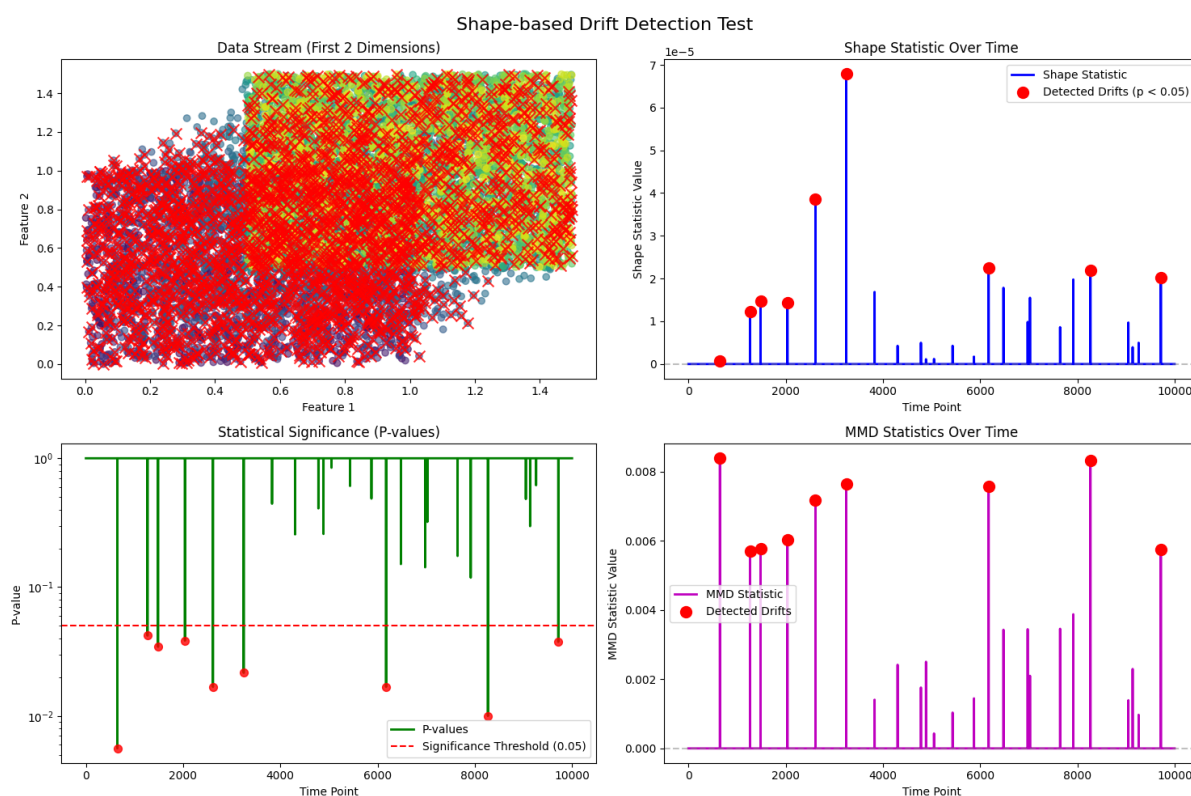 Shape-based Drift Detection Test
Data Stream (First 2 Dimensions)
Feature 2
1.4
1.2
1.0
0.8
0.6
0.4
0.2
0.0
0.0 0.2 0.4 0.6 0.8 1.0 1.2 1.4
Feature 1
Shape Statistic Over Time
1e−5
Shape Statistic Value
7
6
5
4
3
2
1
0
Shape Statistic
Detected Drifts (p < 0.05)
0 2000 4000 6000 8000 10000
Time Point
Statistical Significance (P-values)
P-value
10⁰
10⁻¹
10⁻²
P-values
Significance Threshold (0.05)
0 2000 4000 6000 8000 10000
Time Point
MMD Statistics Over Time
MMD Statistic Value
0.008
0.006
0.004
0.002
0.000
MMD Statistic
Detected Drifts
0 2000 4000 6000 8000 10000
Time Point